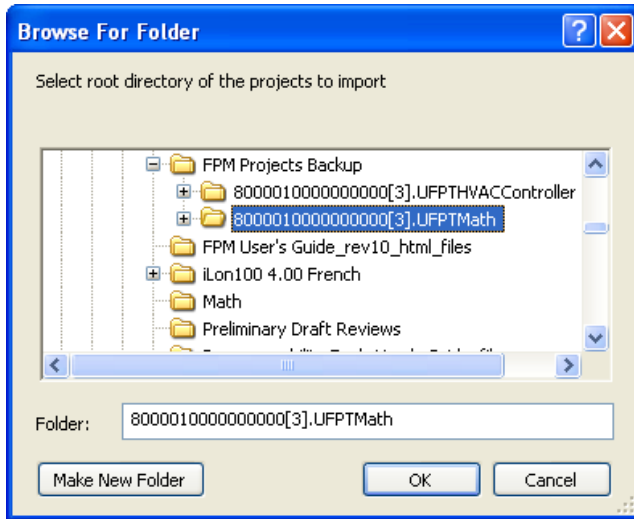 Browse For Folder
Select root directory of the projects to import
FPM Projects Backup
8000010000000000[3].UFPTHVACController
8000010000000000[3].UFPTMath
FPM User's Guide_rev10_html_files
iLon100 4.00 French
Math
Preliminary Draft Reviews
Folder: 8000010000000000[3].UFPTMath
Make New Folder OK Cancel